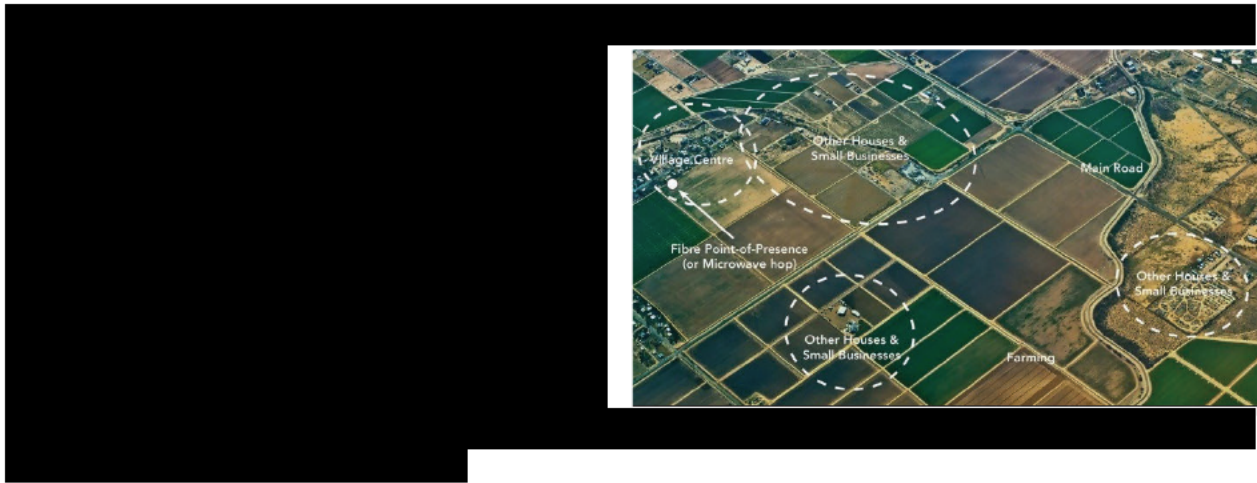 Other Houses &
Small Businesses
Village Centre
Main Road
Fibre Point-of-Presence
(or Microwave hop)
Other Houses &
Small Businesses
Other Houses &
Small Businesses
Farming